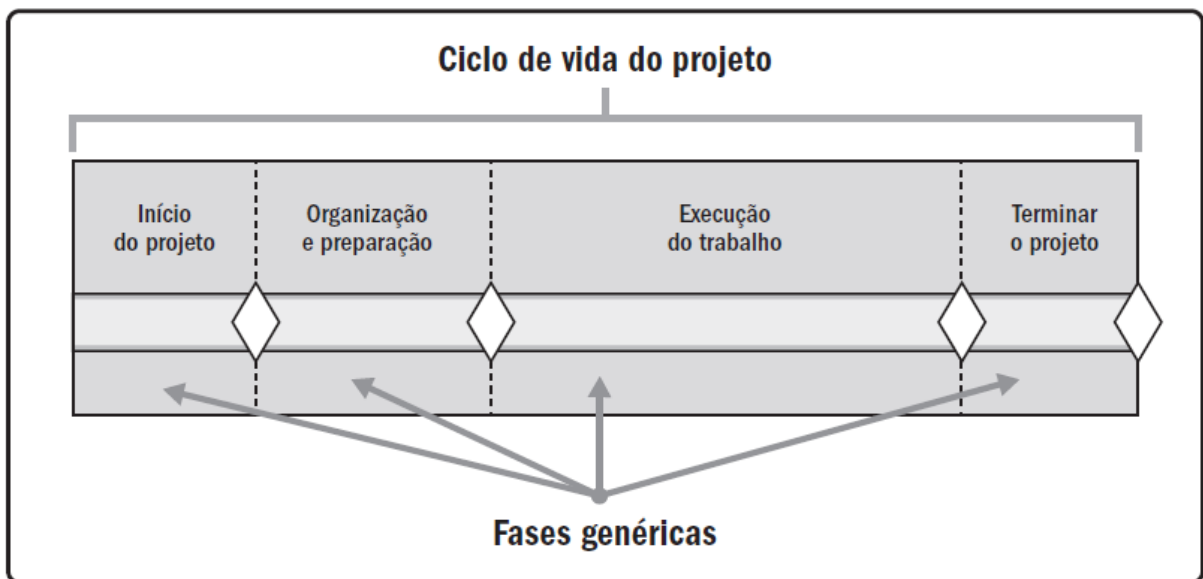 Ciclo de vida do projeto
Início
do projeto
Organização
e preparação
Execução
do trabalho
Terminar
o projeto
Fases genéricas